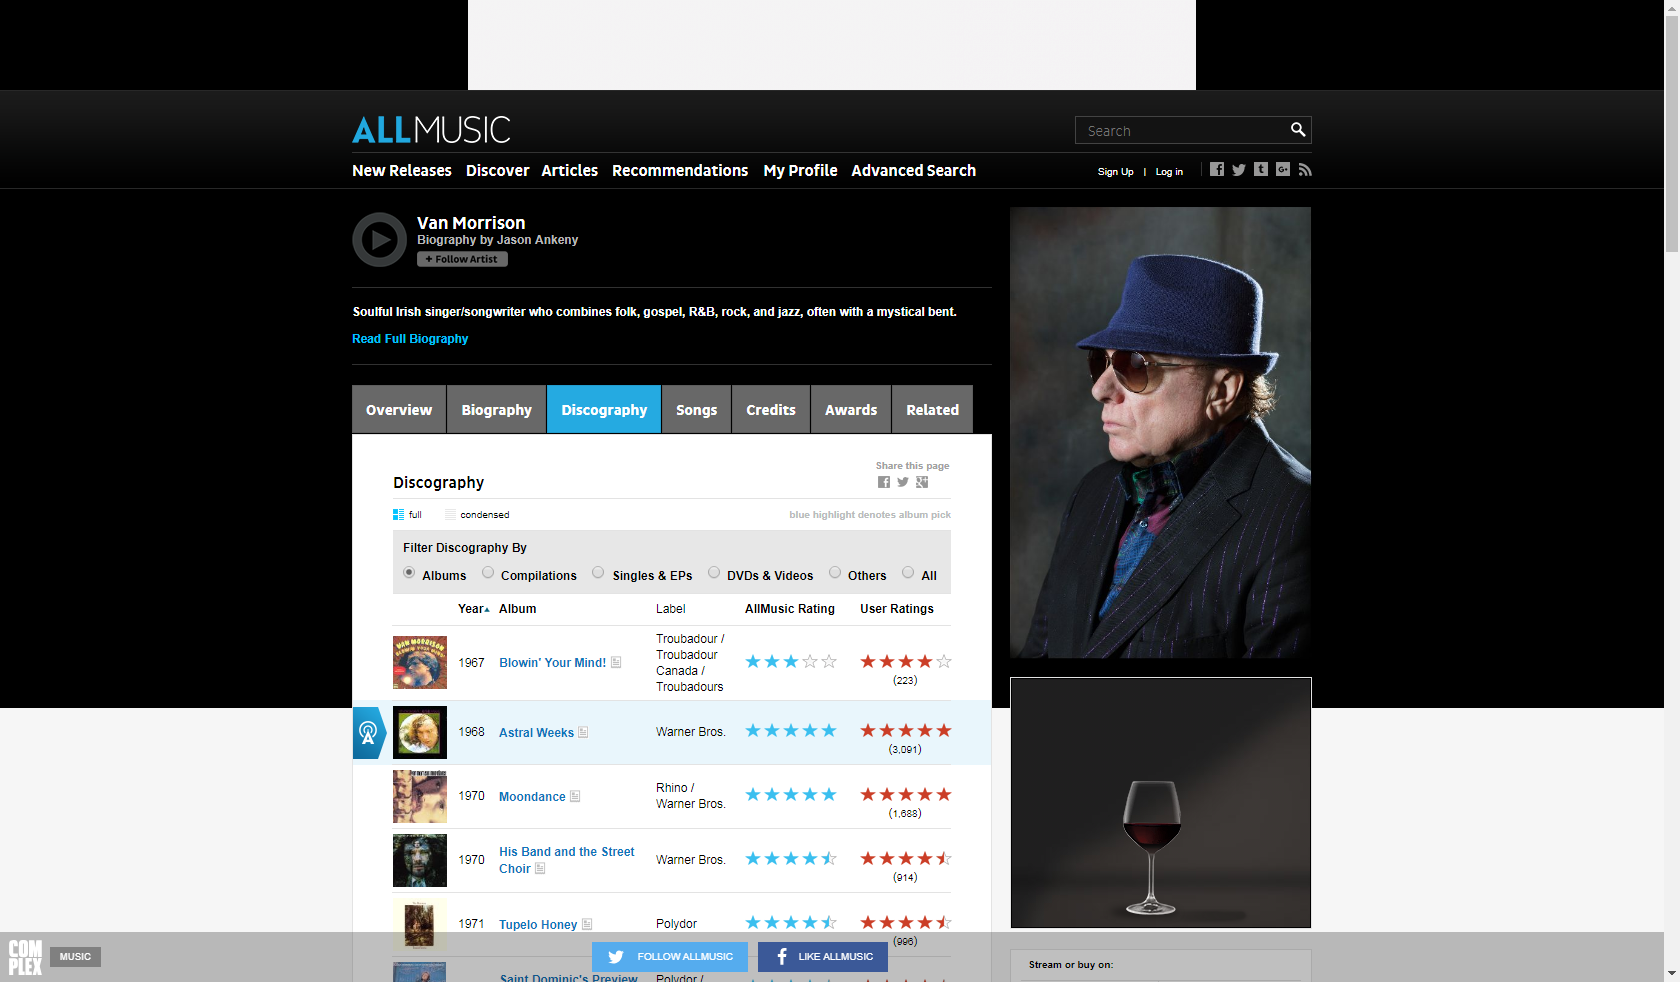 ALLMUSIC
Search
New Releases Discover Articles Recommendations My Profile Advanced Search
Sign Up | Log in
Van Morrison
Biography by Jason Ankeny
+ Follow Artist
Soulful Irish singer/songwriter who combines folk, gospel, R&B, rock, and jazz, often with a mystical bent.
Read Full Biography
Overview Biography Discography Songs Credits Awards Related
Share this page
Discography
full condensed blue highlight denotes album pick
Filter Discography By
Albums Compilations Singles & EPs DVDs & Videos Others All
Year Album Label AllMusic Rating User Ratings
VAN MORRISON
1967 Blowin' Your Mind! Troubadour /
Troubadour
Canada /
Troubadours
(223)
1968 Astral Weeks Warner Bros.
(3,091)
1970 Moondance Rhino /
Warner Bros.
(1,688)
1970 His Band and the Street
Choir Warner Bros.
(914)
1971 Tupelo Honey Polydor
(996)
Saint Dominic's Preview Polydor /
COM
PLEX
MUSIC
FOLLOW ALLMUSIC
LIKE ALLMUSIC
Stream or buy on: